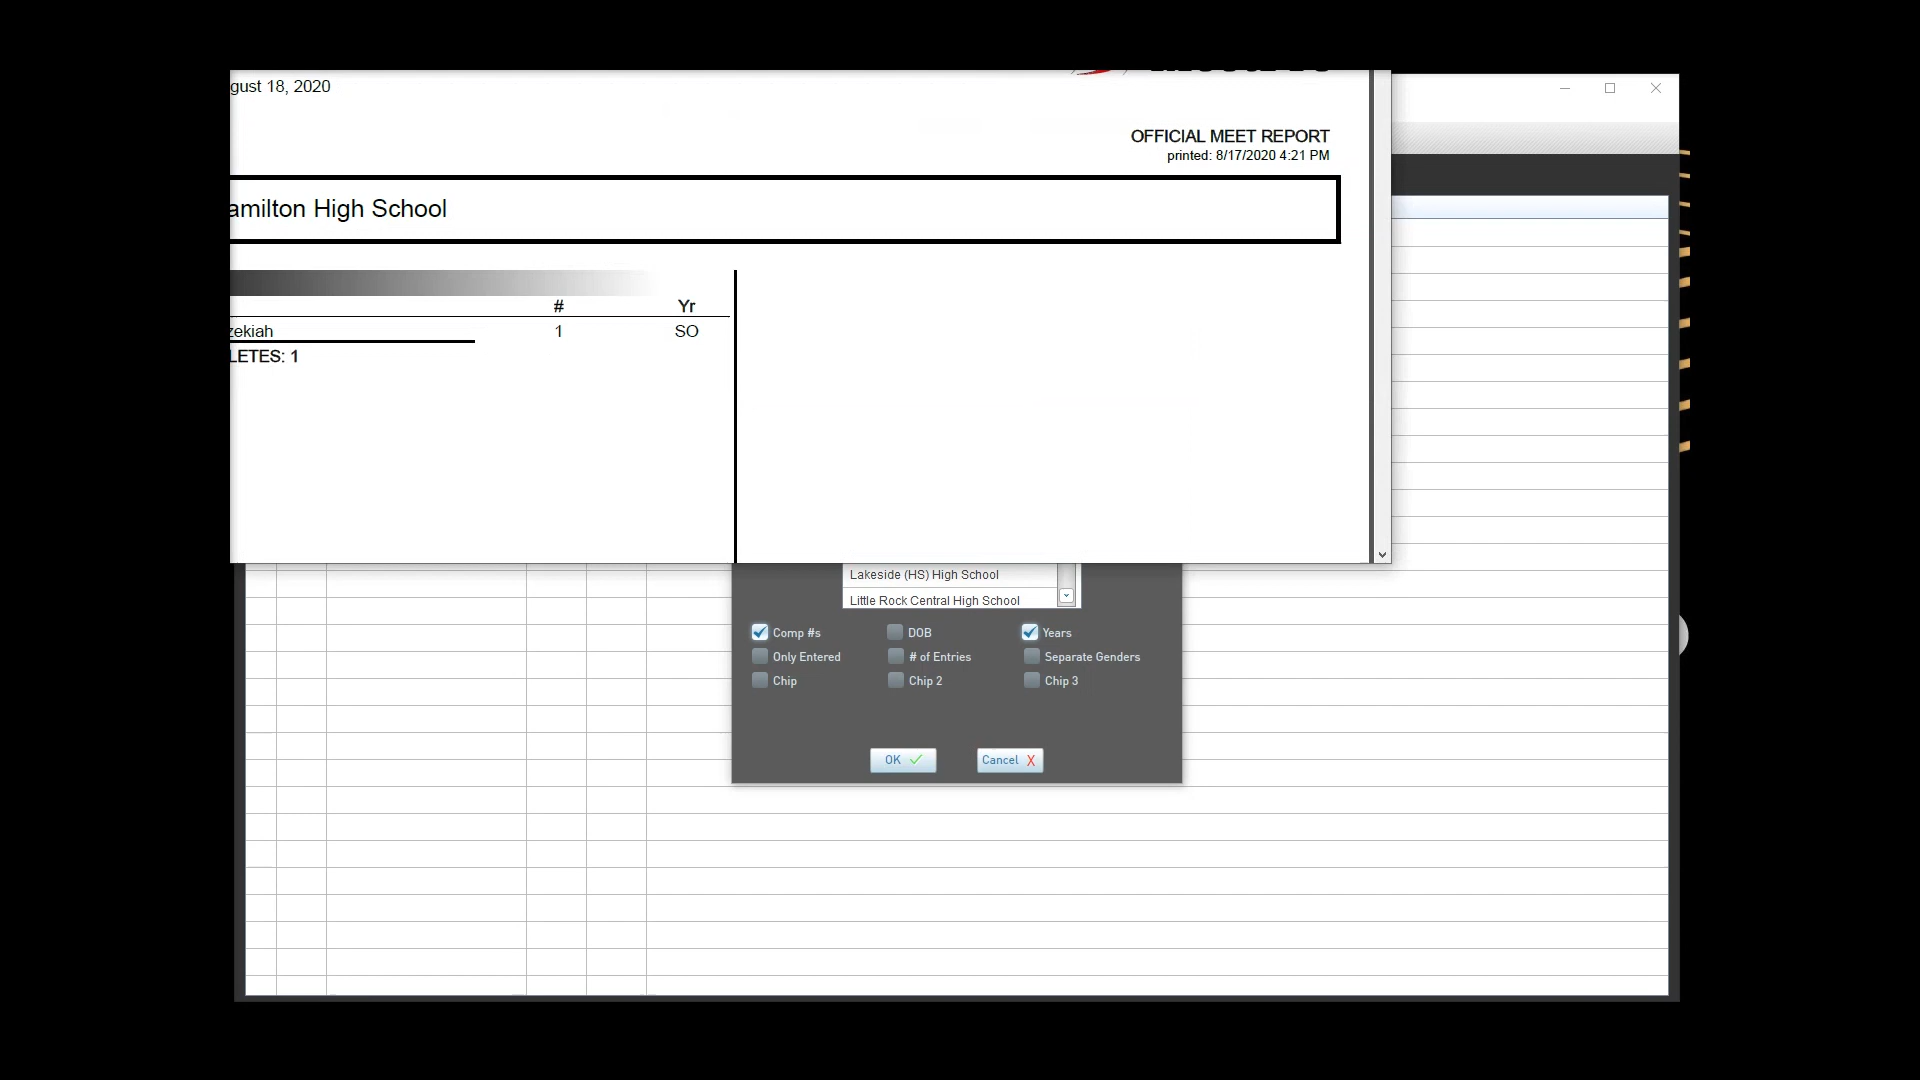 gust 18, 2020
OFFICIAL MEET REPORT
printed: 8/17/2020 4:21 PM
amilton High School
# Yr
zekiah 1 SO
LETES: 1
Lakeside (HS) High School
Little Rock Central High School
Comp #s DOB Years
Only Entered # of Entries Separate Genders
Chip Chip 2 Chip 3
OK Cancel X